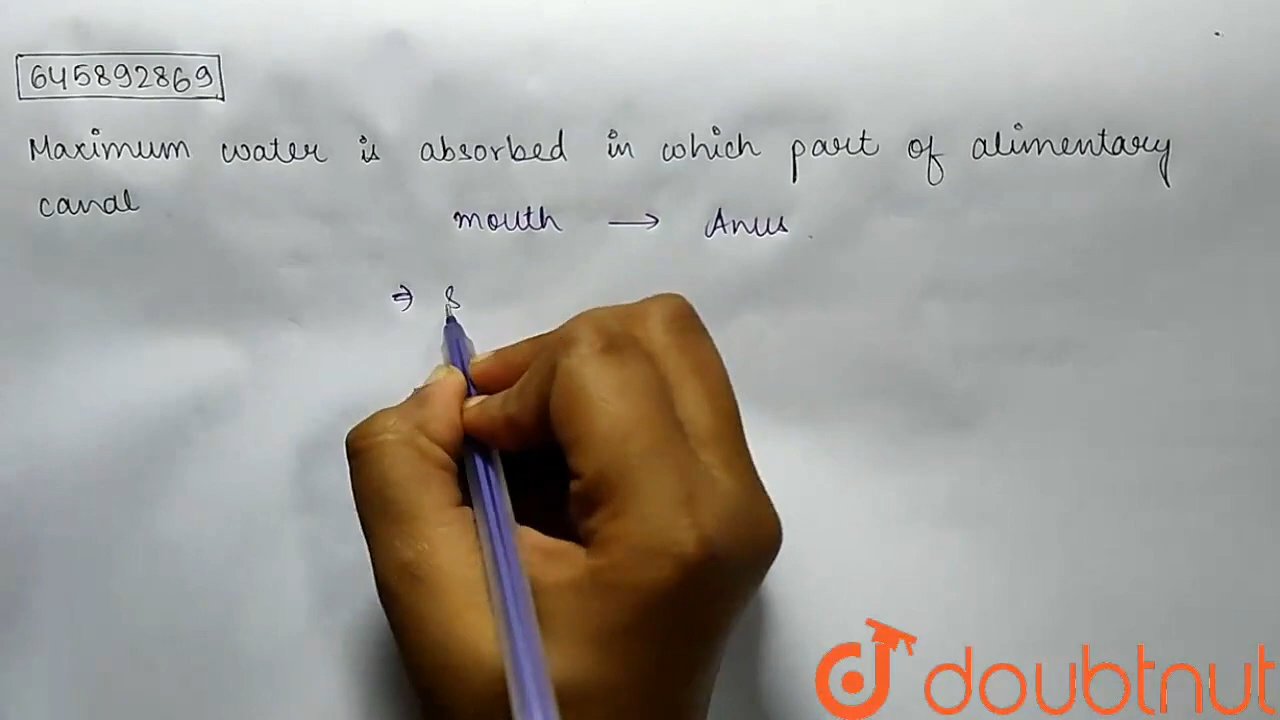 645892869
Maximum water is absorbed in which part of alimentary
canal
mouth → Anus.
⇒ s
doubtnut